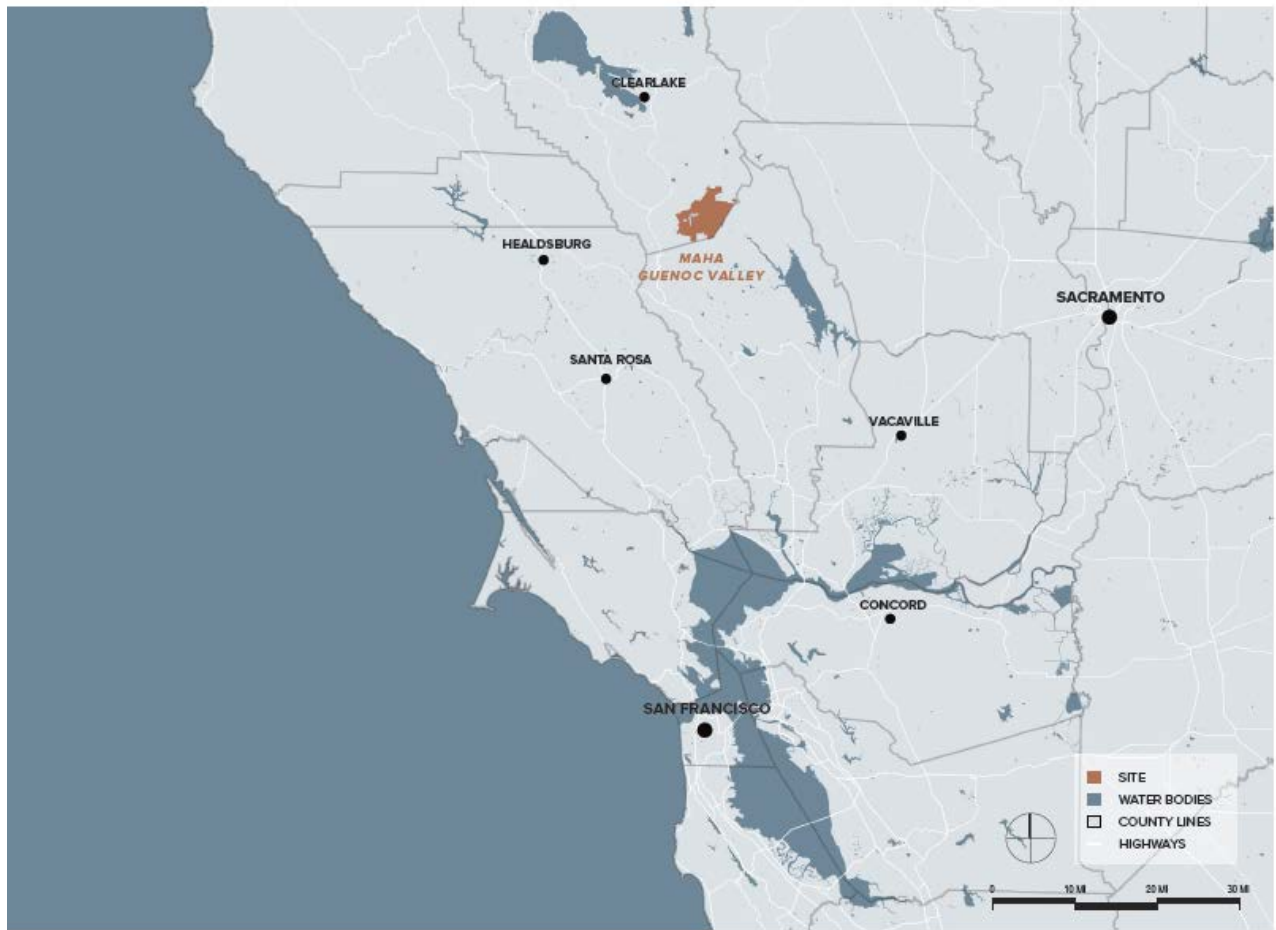 CLEARLAKE
HEALDSBURG
MAHA
GUENOC VALLEY
SACRAMENTO
SANTA ROSA
VACAVILLE
CONCORD
SAN FRANCISCO
SITE
WATER BODIES
COUNTY LINES
HIGHWAYS
0 10 MI 20 MI 30 MI